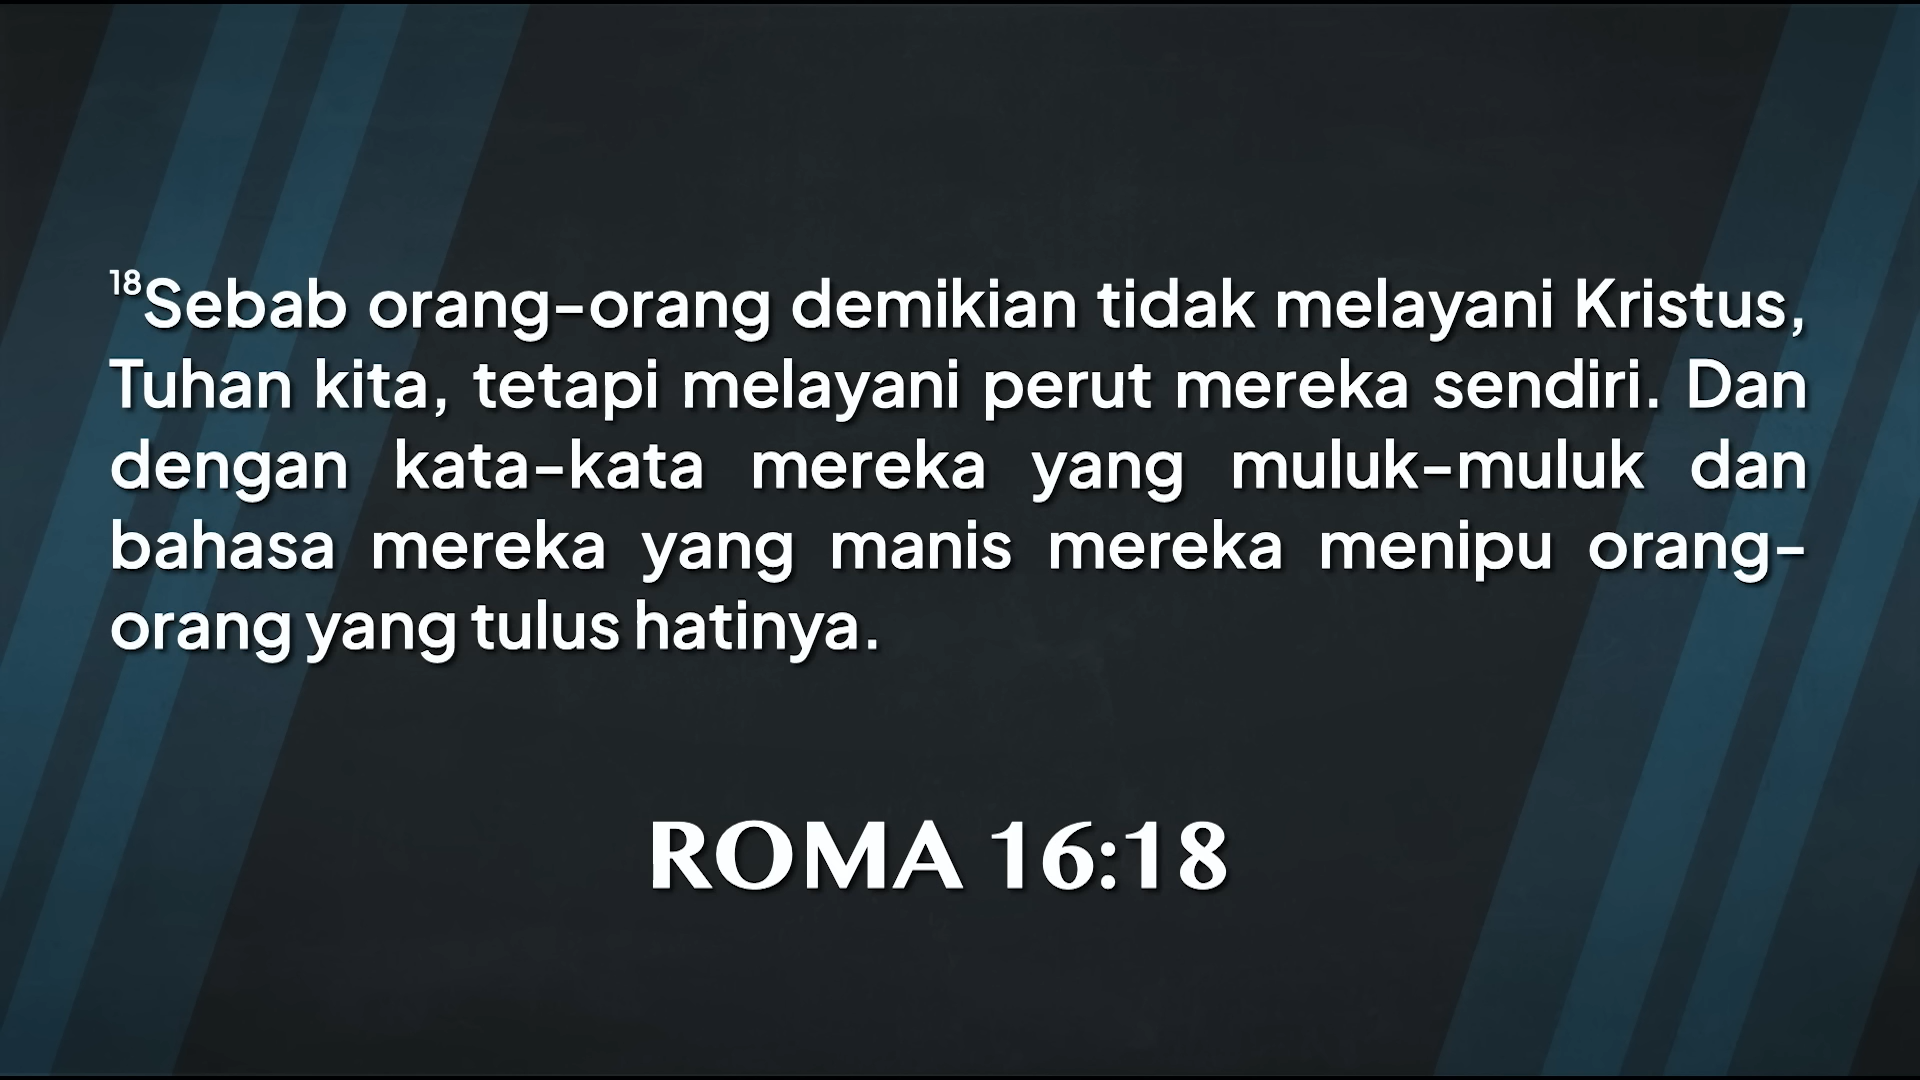 ¹⁸Sebab orang-orang demikian tidak melayani Kristus,
Tuhan kita, tetapi melayani perut mereka sendiri. Dan
dengan kata-kata mereka yang muluk-muluk dan
bahasa mereka yang manis mereka menipu orang-
orang yang tulus hatinya.
ROMA 16:18